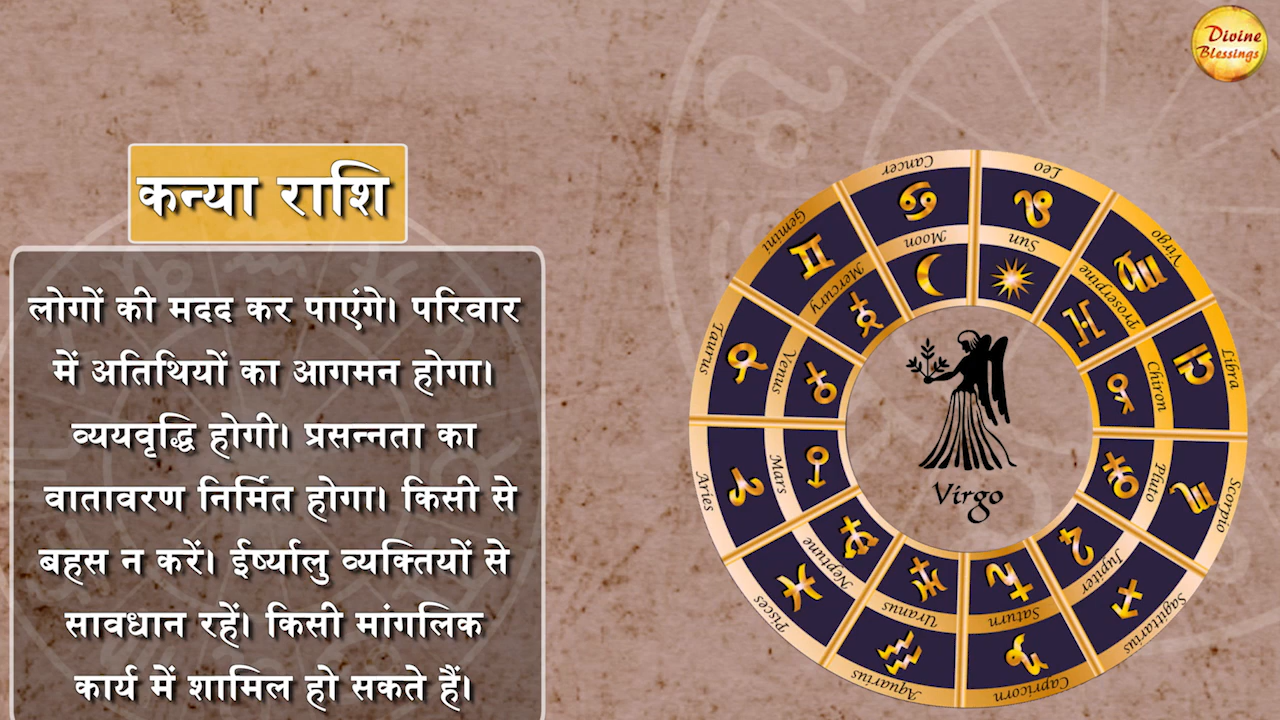 Divine
Blessings
कन्या राशि
लोगों की मदद कर पाएंगे। परिवार
में अतिथियों का आगमन होगा।
व्ययवृद्धि होगी। प्रसन्नता का
वातावरण निर्मित होगा। किसी से
बहस न करें। ईर्ष्यालु व्यक्तियों से
सावधान रहें। किसी मांगलिक
कार्य में शामिल हो सकते हैं।
Cancer
Leo
Virgo
Libra
Scorpio
Sagittarius
Capricorn
Aquarius
Pisces
Aries
Taurus
Gemini
Moon
Sun
Proserpine
Chiron
Pluto
Jupiter
Saturn
Uranus
Neptune
Mars
Venus
Mercury
Virgo